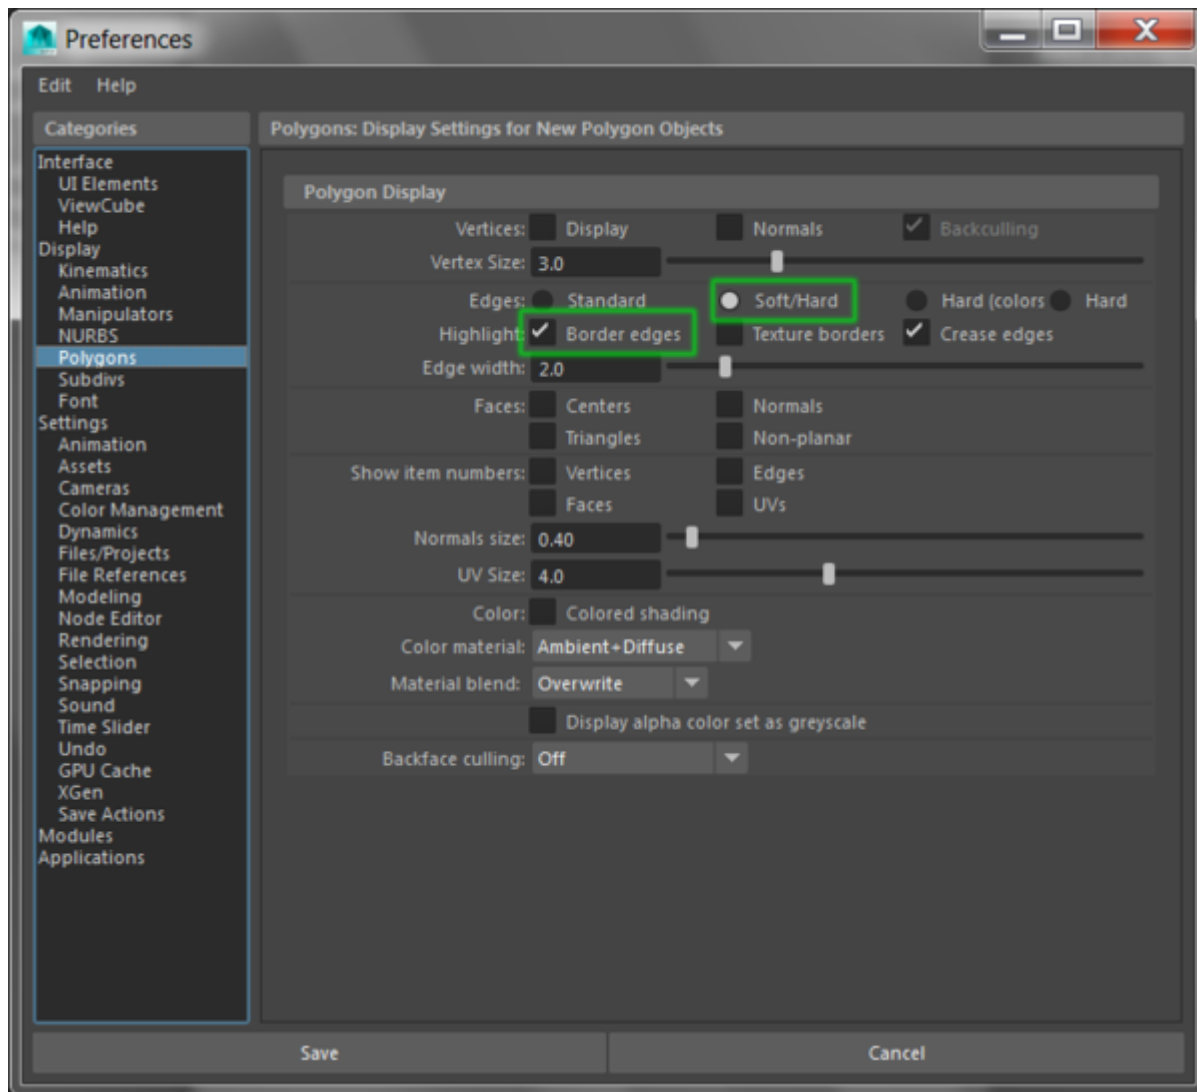 Preferences
Edit Help
Categories
Interface
UI Elements
ViewCube
Help
Display
Kinematics
Animation
Manipulators
NURBS
Polygons
Subdivs
Font
Settings
Animation
Assets
Cameras
Color Management
Dynamics
Files/Projects
File References
Modeling
Node Editor
Rendering
Selection
Snapping
Sound
Time Slider
Undo
GPU Cache
XGen
Save Actions
Modules
Applications
Polygons: Display Settings for New Polygon Objects
Polygon Display
Vertices: Display Normals Backculling
Vertex Size: 3.0
Edges: Standard Soft/Hard Hard (colors Hard
Highlight: Border edges Texture borders Crease edges
Edge width: 2.0
Faces: Centers Normals
Triangles Non-planar
Show item numbers: Vertices Edges
Faces UVs
Normals size: 0.40
UV Size: 4.0
Color: Colored shading
Color material: Ambient+Diffuse
Material blend: Overwrite
Display alpha color set as greyscale
Backface culling: Off
Save Cancel